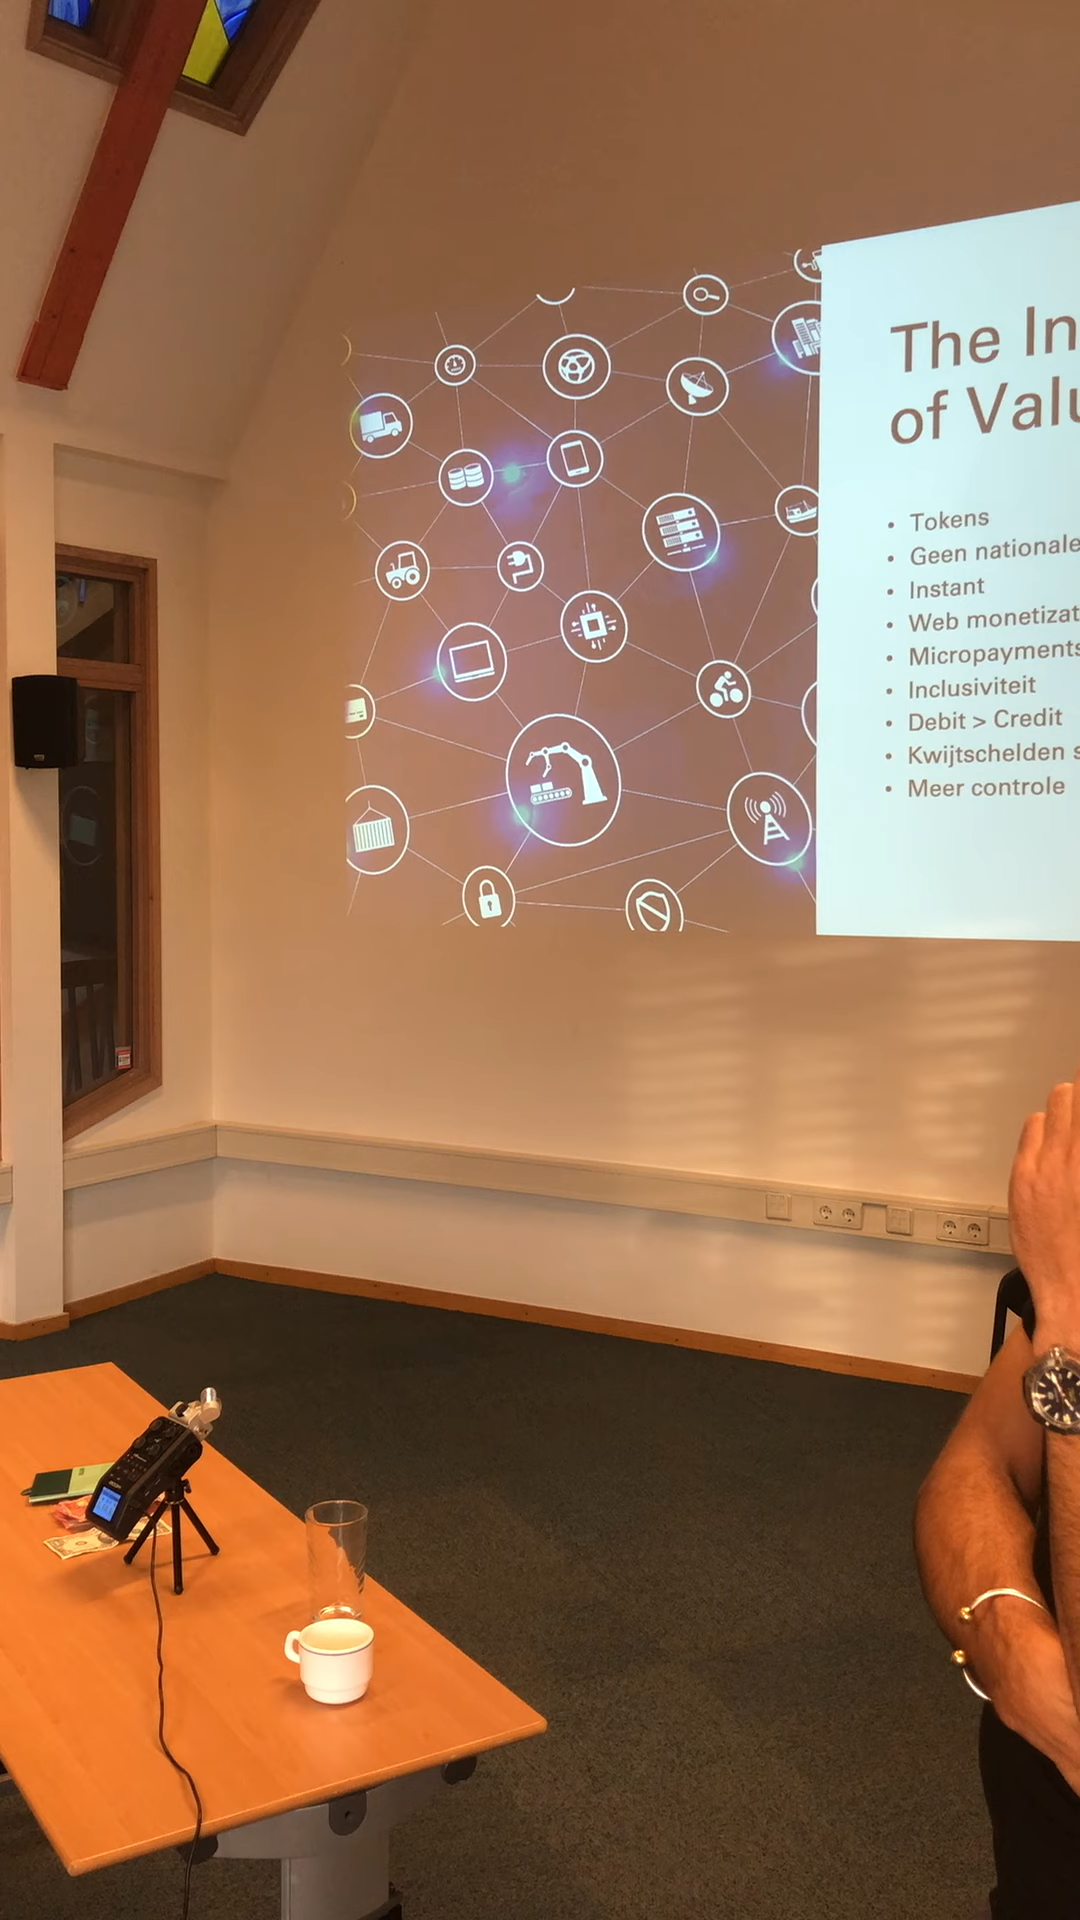 The In
of Valu
• Tokens
• Geen nationale
• Instant
• Web monetizat
• Micropayments
• Inclusiviteit
• Debit > Credit
• Kwijtschelden s
• Meer controle